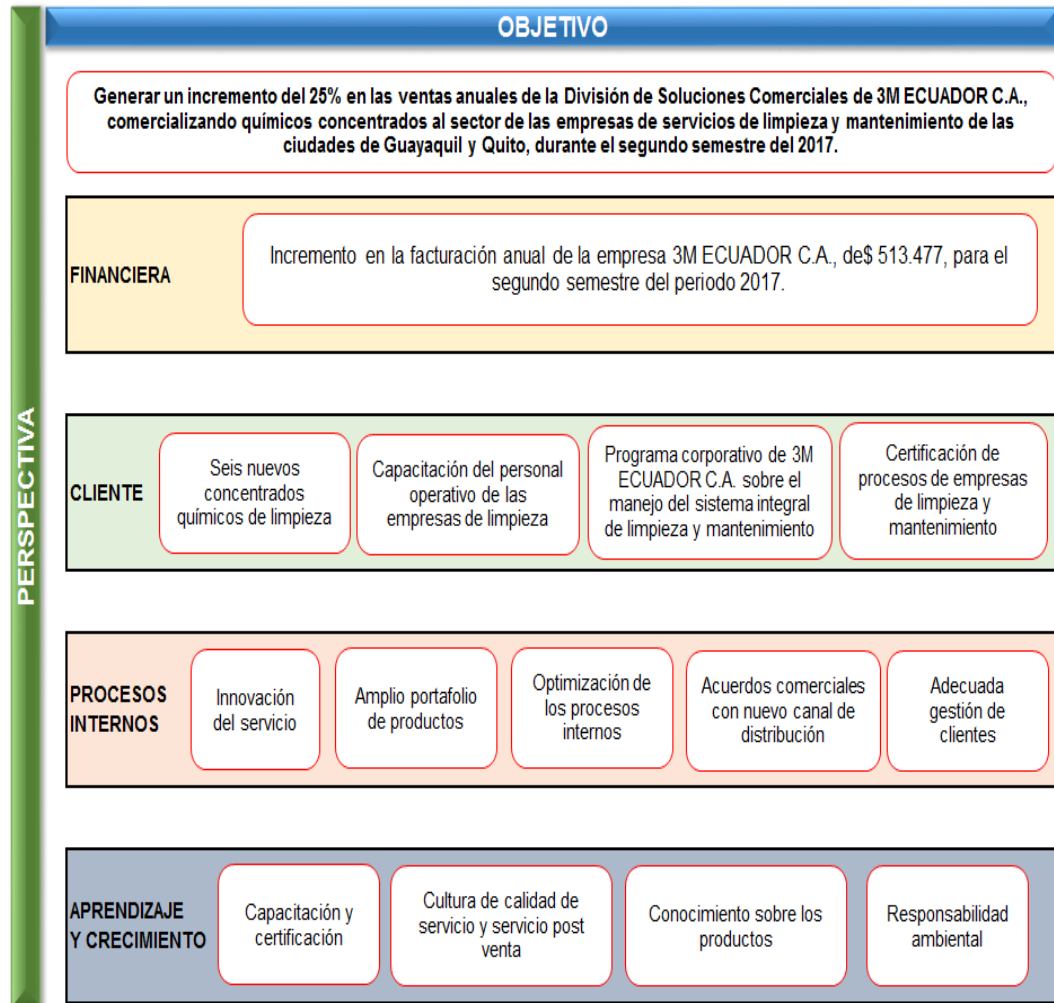 OBJETIVO
PERSPECTIVA
Generar un incremento del 25% en las ventas anuales de la División de Soluciones Comerciales de 3M ECUADOR C.A.,
comercializando químicos concentrados al sector de las empresas de servicios de limpieza y mantenimiento de las
ciudades de Guayaquil y Quito, durante el segundo semestre del 2017.
FINANCIERA
Incremento en la facturación anual de la empresa 3M ECUADOR C.A., de$ 513.477, para el
segundo semestre del periodo 2017.
CLIENTE
Seis nuevos
concentrados
químicos de limpieza
Capacitación del personal
operativo de las
empresas de limpieza
Programa corporativo de 3M
ECUADOR C.A. sobre el
manejo del sistema integral
de limpieza y mantenimiento
Certificación de
procesos de empresas
de limpieza y
mantenimiento
PROCESOS
INTERNOS
Innovación
del servicio
Amplio portafolio
de productos
Optimización de
los procesos
internos
Acuerdos comerciales
con nuevo canal de
distribución
Adecuada
gestión de
clientes
APRENDIZAJE
Y CRECIMIENTO
Capacitación y
certificación
Cultura de calidad de
servicio y servicio post
venta
Conocimiento sobre los
productos
Responsabilidad
ambiental